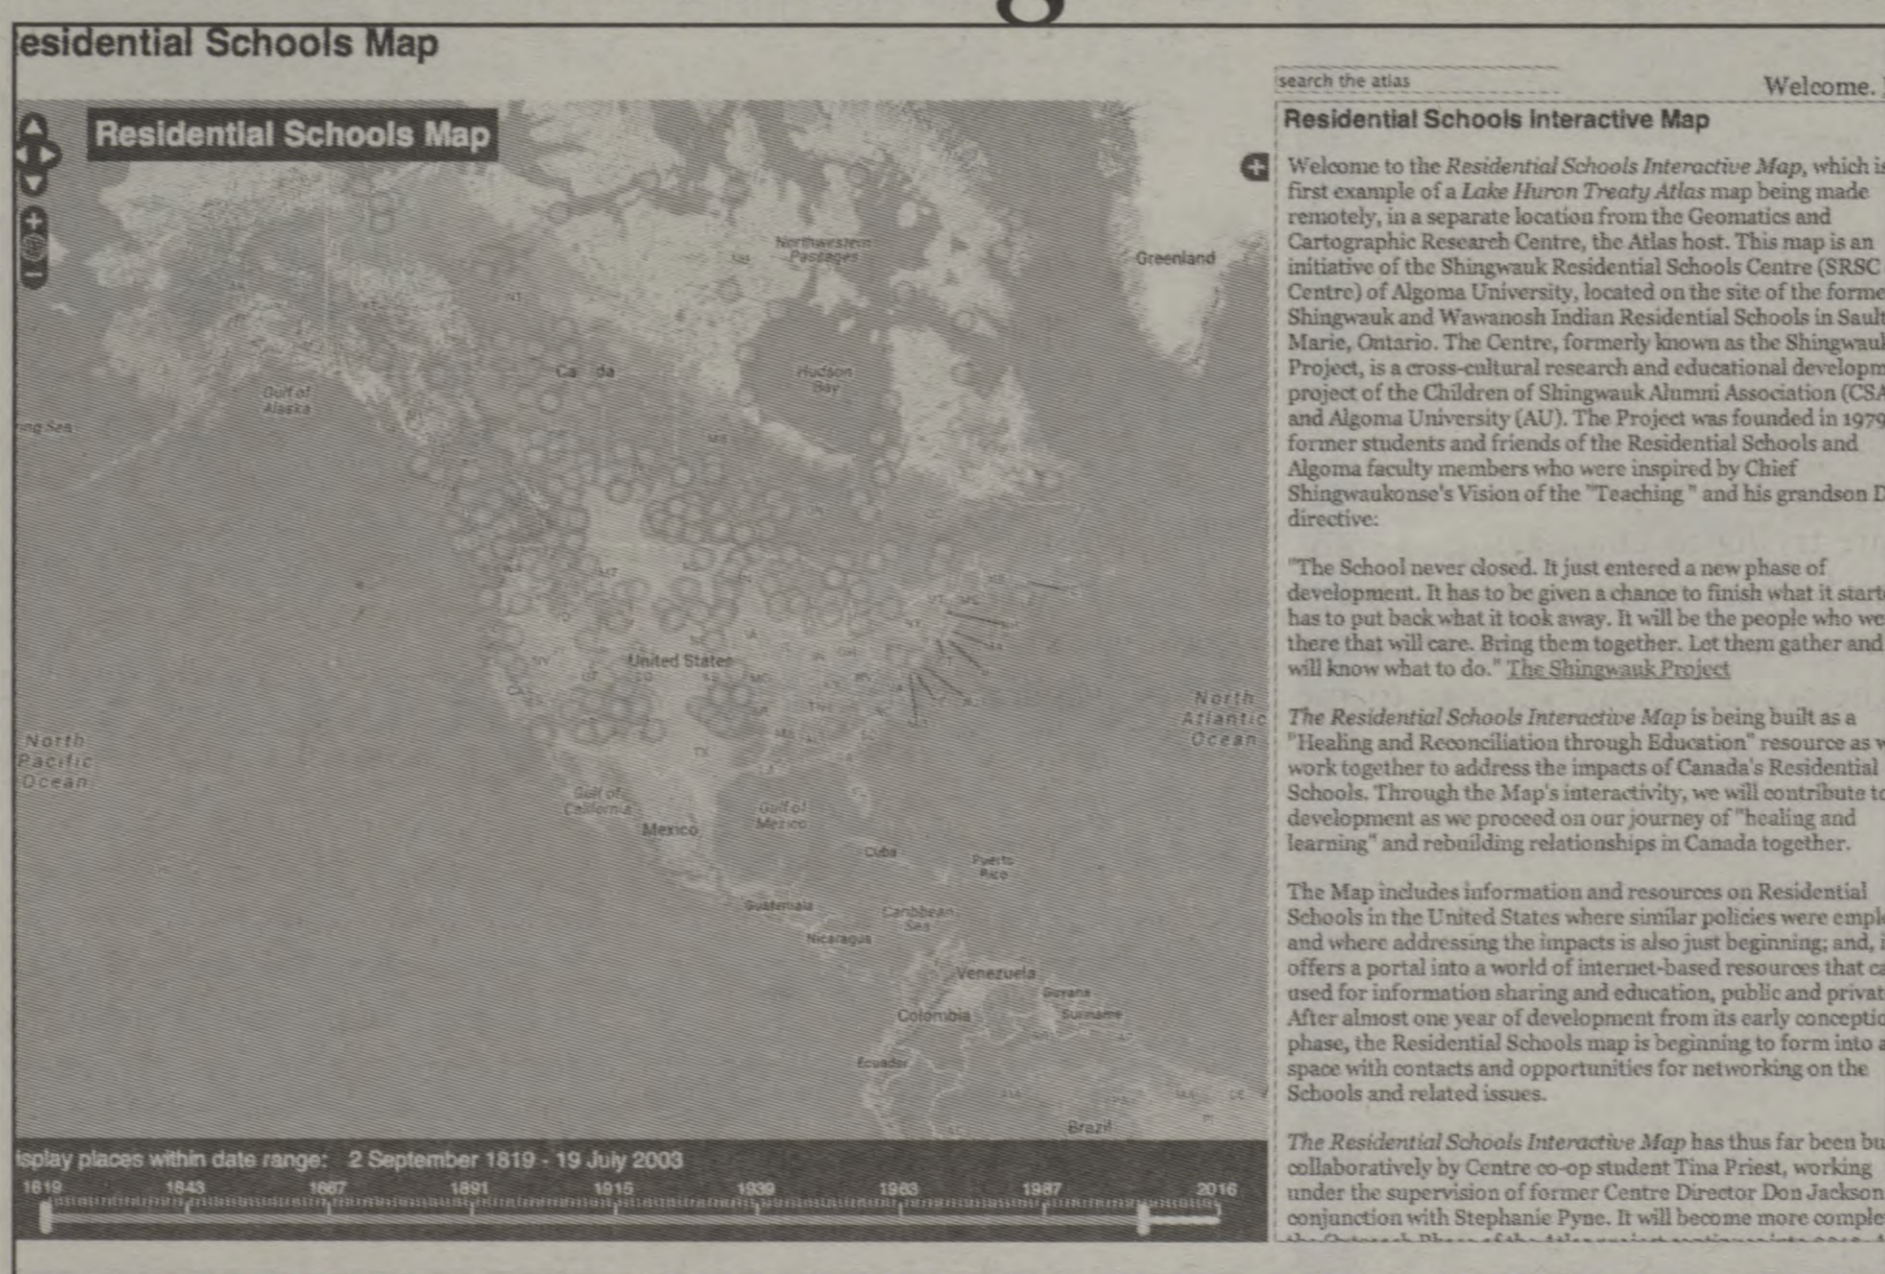 esidential Schools Map
Residential Schools Map
Northwestern
Passages
Greenland
NT
Ca da
Hudson
Bay
Gulf of
Alaska
ing Sea
MB
ON
MT
United States
TX
North
Pacific
Ocean
North
Atlantic
Ocean
Gulf of
California
Gulf of
Mexico
Mexico
Cuba
Puerto
Rico
Guatemala
Caribbean
Sea
Nicaragua
Venezuela
Guyana
Colombia
Suriname
Ecuador
Brazil
isplay places within date range: 2 September 1819 - 19 July 2003
1819 1843 1867 1891 1915 1939 1963 1987 2016
search the atlas
Welcome.
Residential Schools Interactive Map
Welcome to the Residential Schools Interactive Map, which is
first example of a Lake Huron Treaty Atlas map being made
remotely, in a separate location from the Geomatics and
Cartographic Research Centre, the Atlas host. This map is an
initiative of the Shingwauk Residential Schools Centre (SRSC
Centre) of Algoma University, located on the site of the forme
Shingwauk and Wawanosh Indian Residential Schools in Sault
Marie, Ontario. The Centre, formerly known as the Shingwauk
Project, is a cross-cultural research and educational developm
project of the Children of Shingwauk Alumni Association (CSA
and Algoma University (AU). The Project was founded in 1979
former students and friends of the Residential Schools and
Algoma faculty members who were inspired by Chief
Shingwaukonse's Vision of the "Teaching " and his grandson D
directive:
"The School never closed. It just entered a new phase of
development. It has to be given a chance to finish what it starte
has to put back what it took away. It will be the people who we
there that will care. Bring them together. Let them gather and
will know what to do." The Shingwauk Project
The Residential Schools Interactive Map is being built as a
"Healing and Reconciliation through Education" resource as w
work together to address the impacts of Canada's Residential
Schools. Through the Map's interactivity, we will contribute to
development as we proceed on our journey of "healing and
learning" and rebuilding relationships in Canada together.
The Map includes information and resources on Residential
Schools in the United States where similar policies were emplo
and where addressing the impacts is also just beginning; and, i
offers a portal into a world of internet-based resources that ca
used for information sharing and education, public and privat
After almost one year of development from its early conceptio
phase, the Residential Schools map is beginning to form into a
space with contacts and opportunities for networking on the
Schools and related issues.
The Residential Schools Interactive Map has thus far been bu
collaboratively by Centre co-op student Tina Priest, working
under the supervision of former Centre Director Don Jackson
conjunction with Stephanie Pyne. It will become more comple